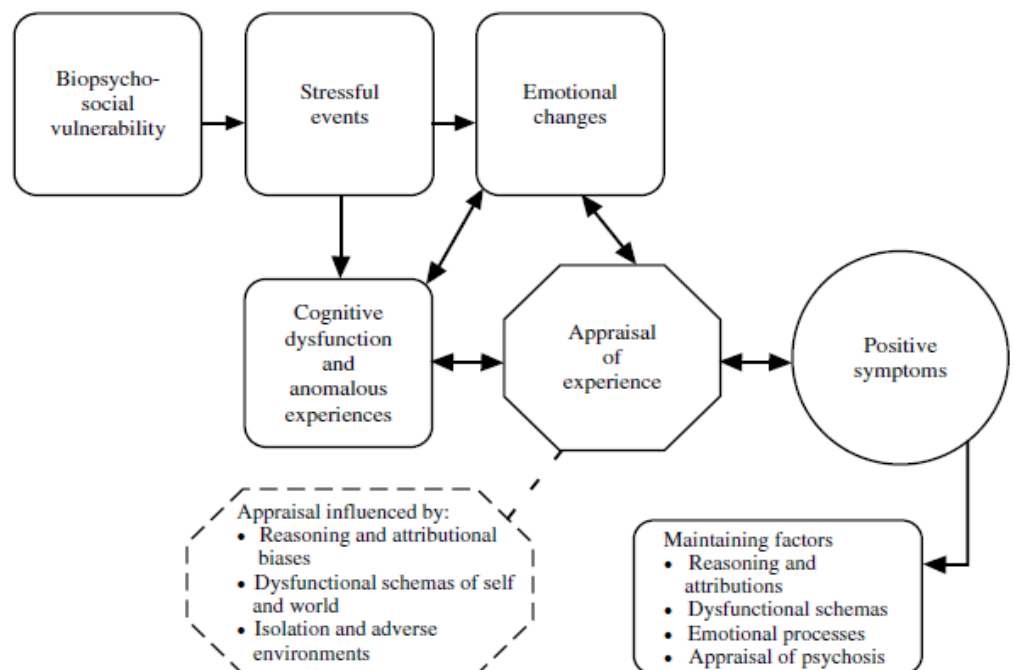 Biopsycho-
social
vulnerability
Stressful
events
Emotional
changes
Cognitive
dysfunction
and
anomalous
experiences
Appraisal
of
experience
Positive
symptoms
Appraisal influenced by:
• Reasoning and attributional
biases
• Dysfunctional schemas of self
and world
• Isolation and adverse
environments
Maintaining factors
• Reasoning and
attributions
• Dysfunctional schemas
• Emotional processes
• Appraisal of psychosis